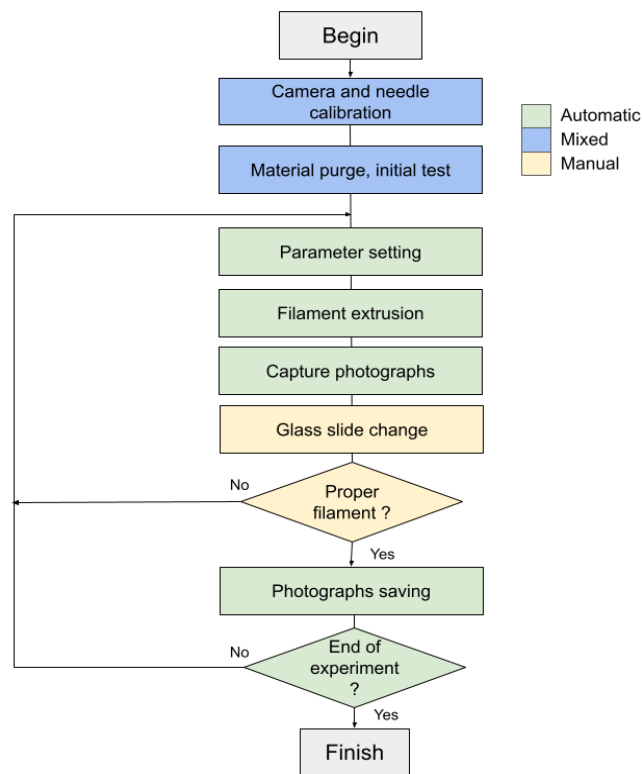 Begin
Camera and needle
calibration
Automatic
Mixed
Manual
Material purge, initial test
Parameter setting
Filament extrusion
Capture photographs
Glass slide change
No
Proper
filament ?
Yes
Photographs saving
No
End of
experiment
?
Yes
Finish